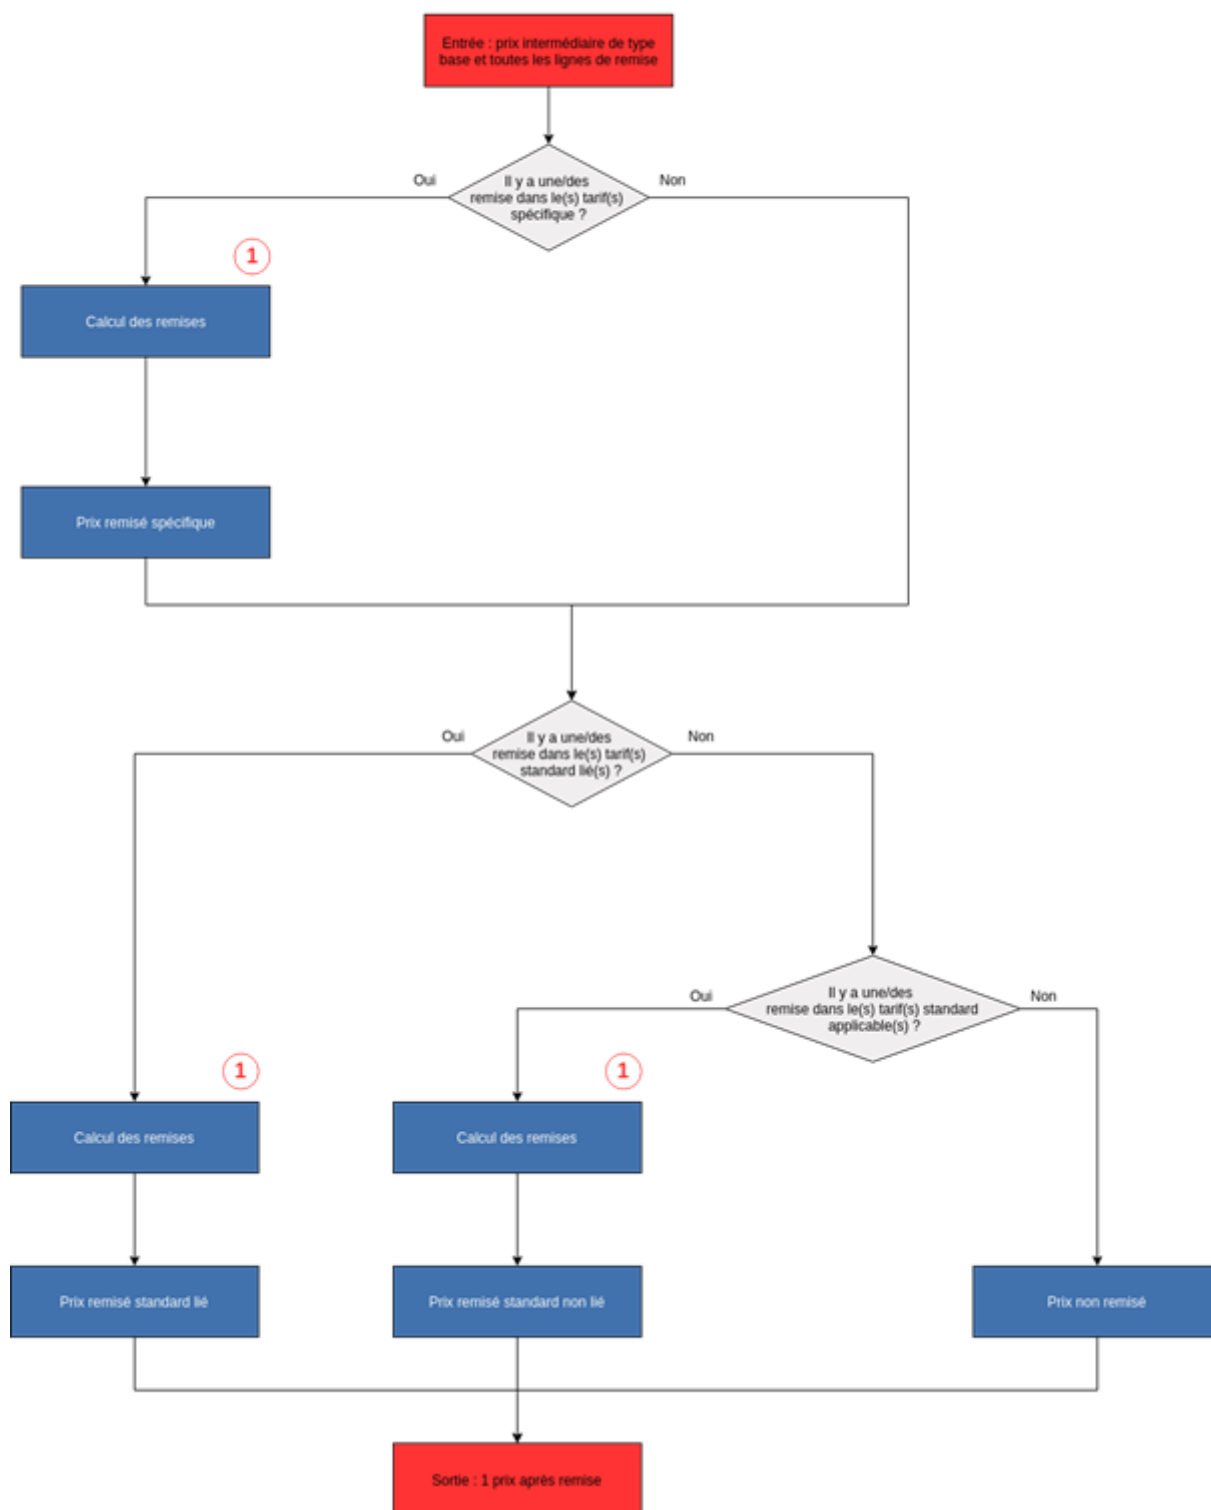 Entrée : prix intermédiaire de type
base et toutes les lignes de remise
Oui
Il y a une/des
remise dans le(s) tarif(s)
spécifique ?
Non
1
Calcul des remises
Prix remisé spécifique
Oui
Il y a une/des
remise dans le(s) tarif(s)
standard lié(s) ?
Non
Oui
Il y a une/des
remise dans le(s) tarif(s) standard
applicable(s) ?
Non
1
1
Calcul des remises
Calcul des remises
Prix remisé standard lié
Prix remisé standard non lié
Prix non remisé
Sortie : 1 prix après remise